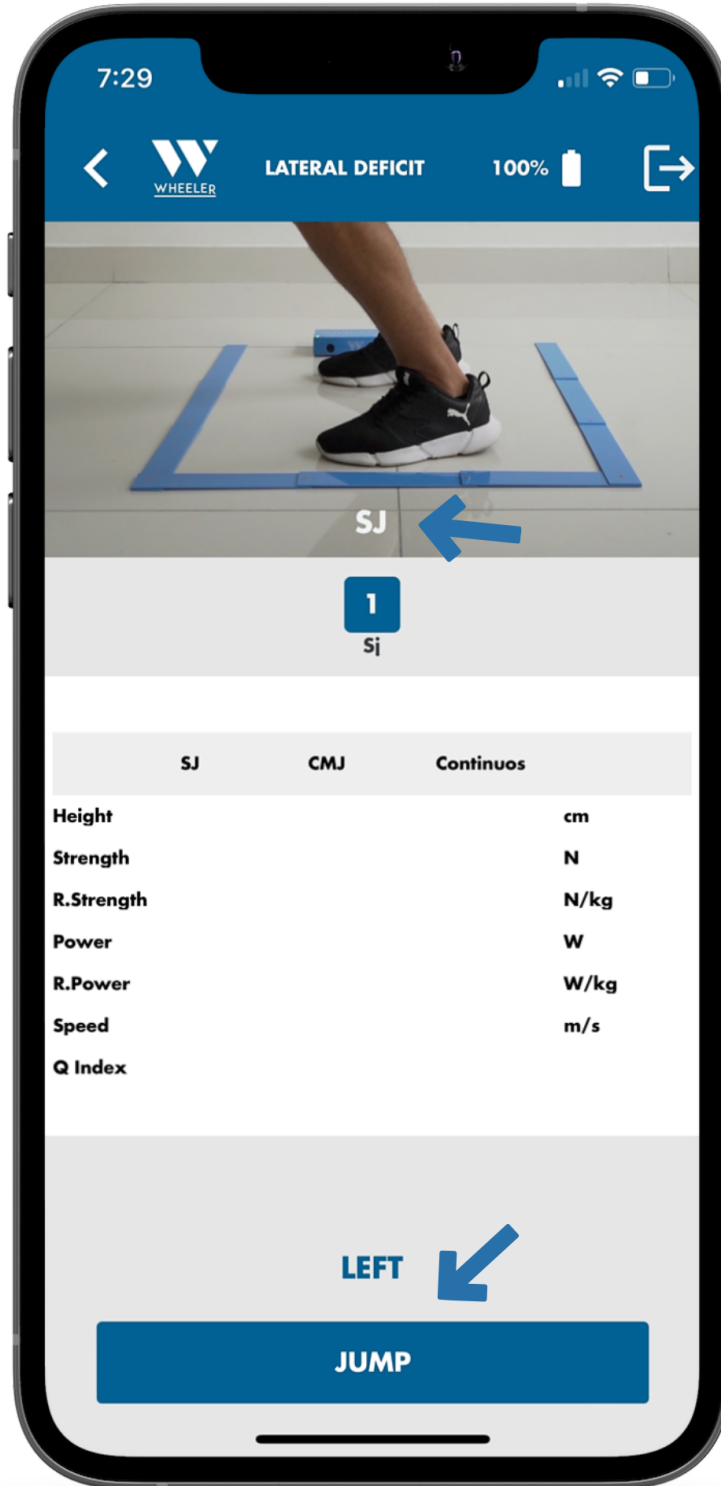 7:29
WHEELER
LATERAL DEFICIT
100%
SJ
1
Sj
SJ CMJ Continuos
Height cm
Strength N
R.Strength N/kg
Power W
R.Power W/kg
Speed m/s
Q Index
LEFT
JUMP